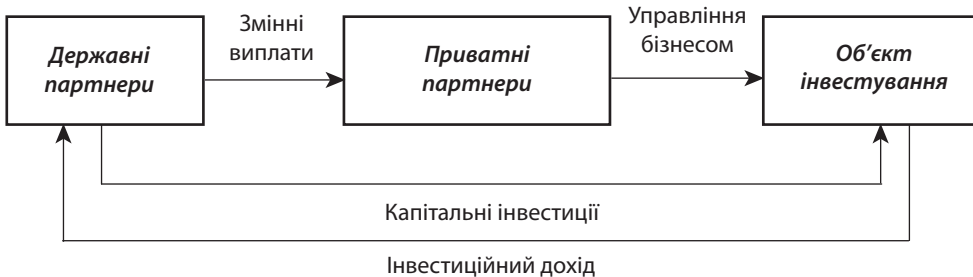 Державні
партнери
Змінні
виплати
Приватні
партнери
Управління
бізнесом
Об’єкт
інвестування
Капітальні інвестиції
Інвестиційний дохід